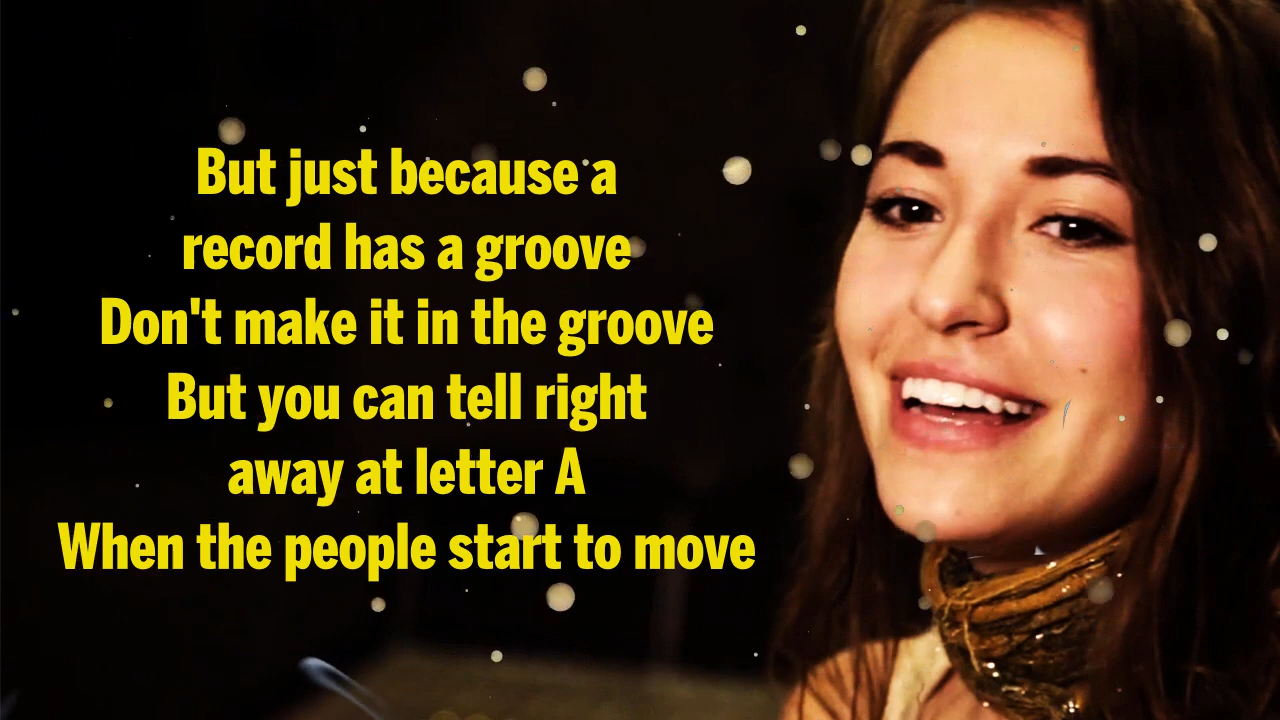 But just because a
record has a groove
Don't make it in the groove
But you can tell right
away at letter A
When the people start to move